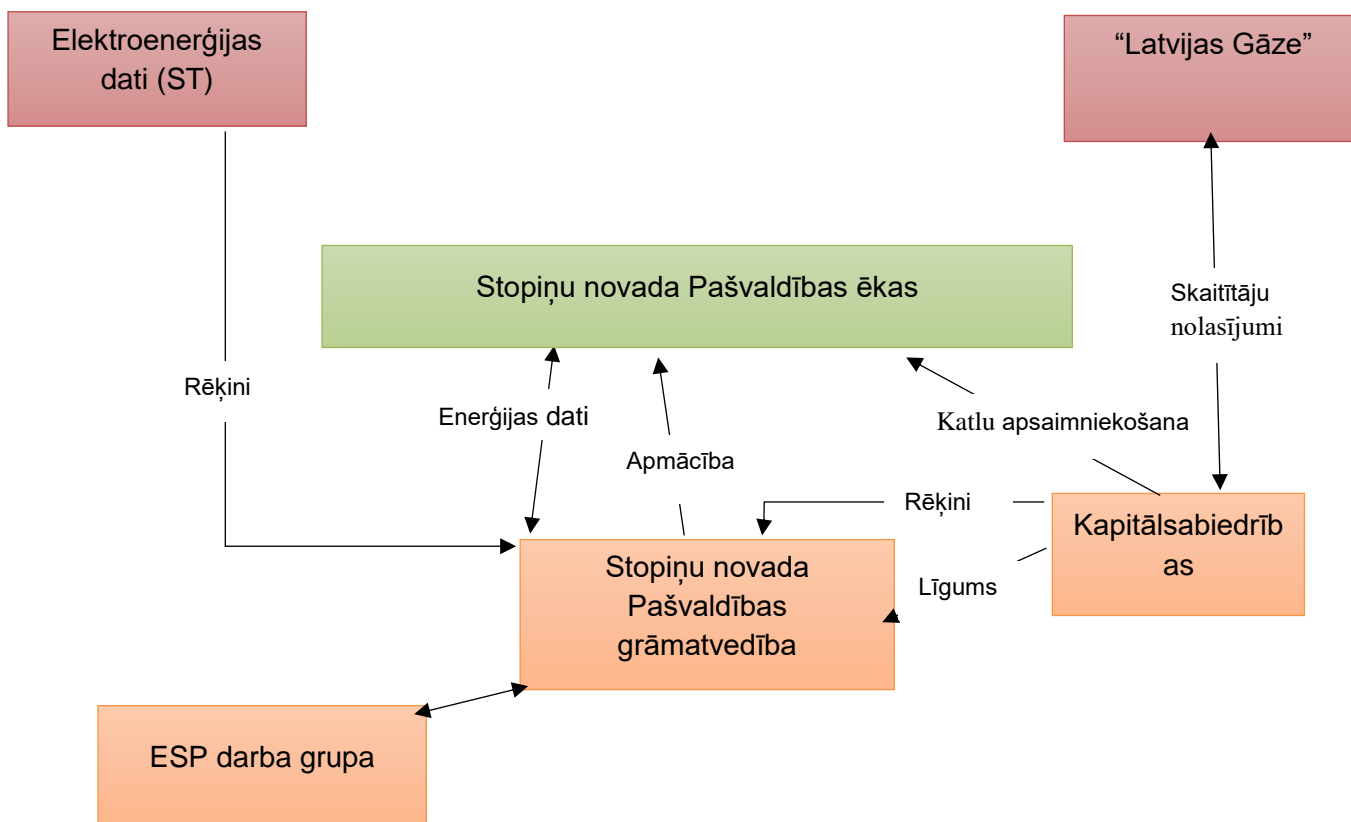 Elektroenerģijas
dati (ST)
“Latvijas Gāze”
Stopiņu novada Pašvaldības ēkas
Skaitītāju
nolasījumi
Rēķini
Enerģijas dati
Katlu apsaimniekošana
Apmācība
Rēķini
Kapitālsabiedrīb
as
Stopiņu novada
Pašvaldības
grāmatvedība
Līgums
ESP darba grupa